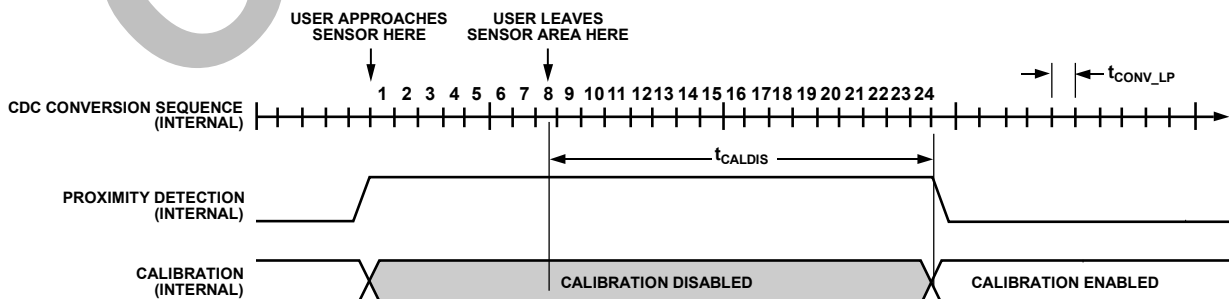 USER APPROACHES
SENSOR HERE
USER LEAVES
SENSOR AREA HERE
tCONV_LP
1 2 3 4 5 6 7 8 9 10 11 12 13 14 15 16 17 18 19 20 21 22 23 24
CDC CONVERSION SEQUENCE
(INTERNAL)
tCALDIS
PROXIMITY DETECTION
(INTERNAL)
CALIBRATION
(INTERNAL)
CALIBRATION DISABLED
CALIBRATION ENABLED